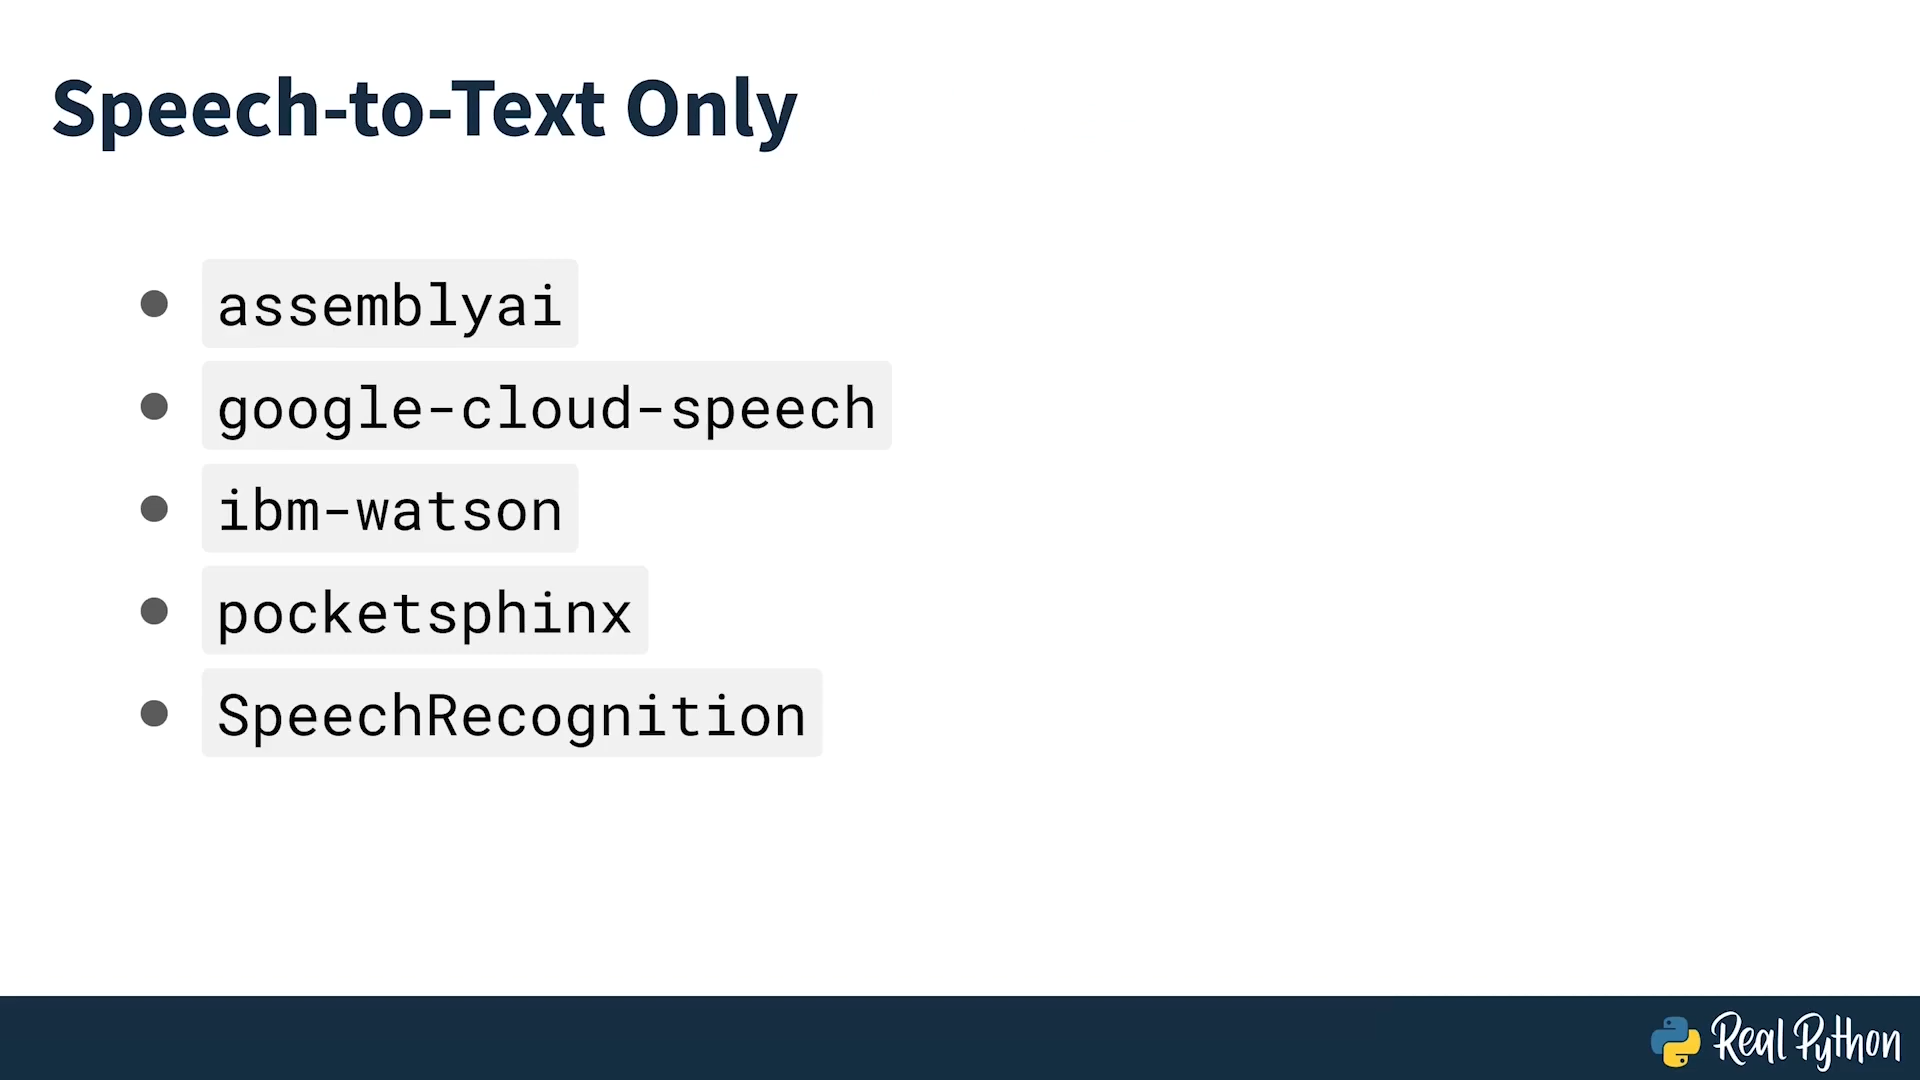 Speech-to-Text Only
assemblyai
google-cloud-speech
ibm-watson
pocketsphinx
SpeechRecognition
Real Python